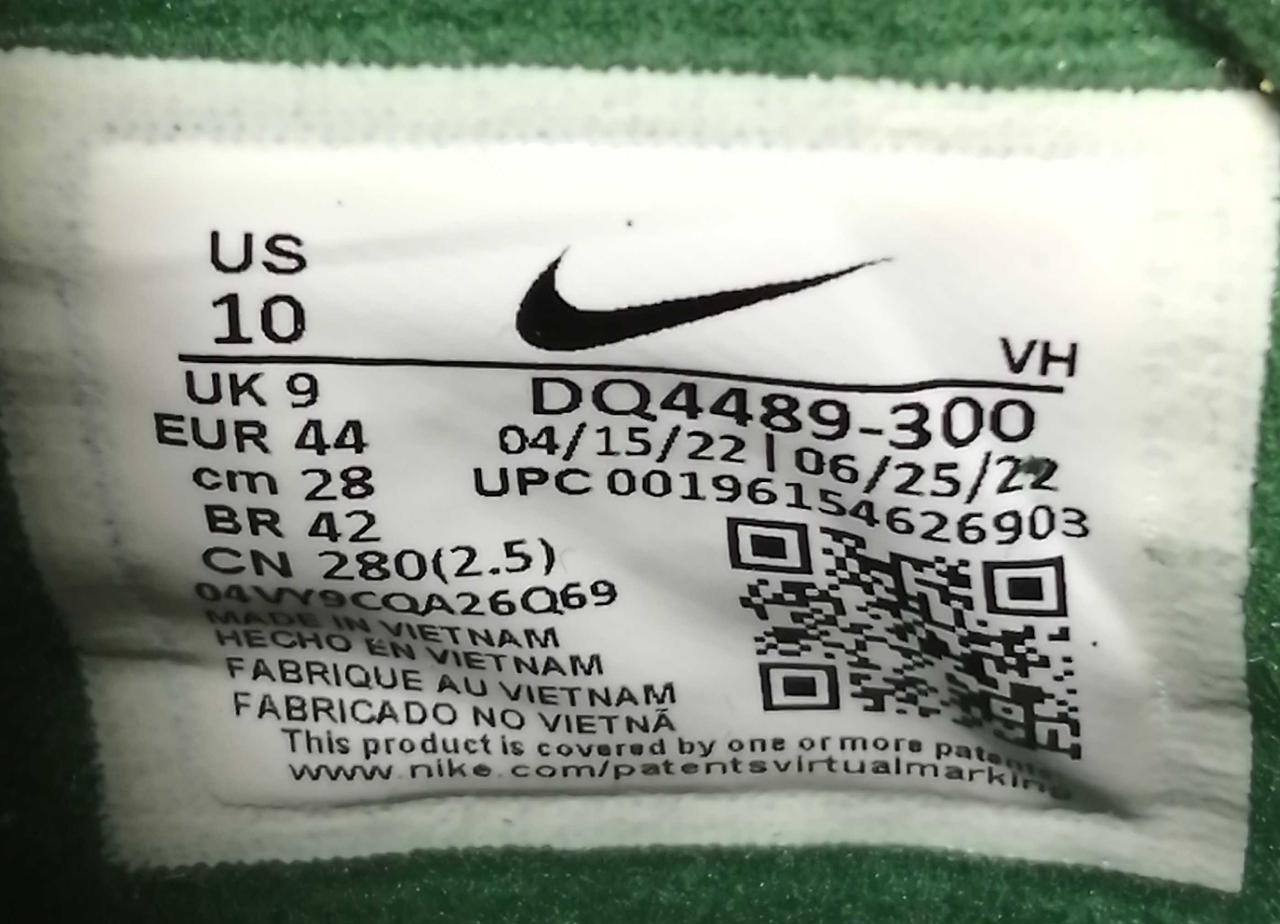 US
10
VH
UK 9
DQ4489-300
EUR 44
04/15/22 | 06/25/22
cm 28
UPC 00196154626903
BR 42
CN 280(2.5)
04VY9CQA26Q69
MADE IN VIETNAM
HECHO EN VIETNAM
FABRIQUE AU VIETNAM
FABRICADO NO VIETNÃ
This product is covered by one or more patents
www.nike.com/patentsvirtualmarking